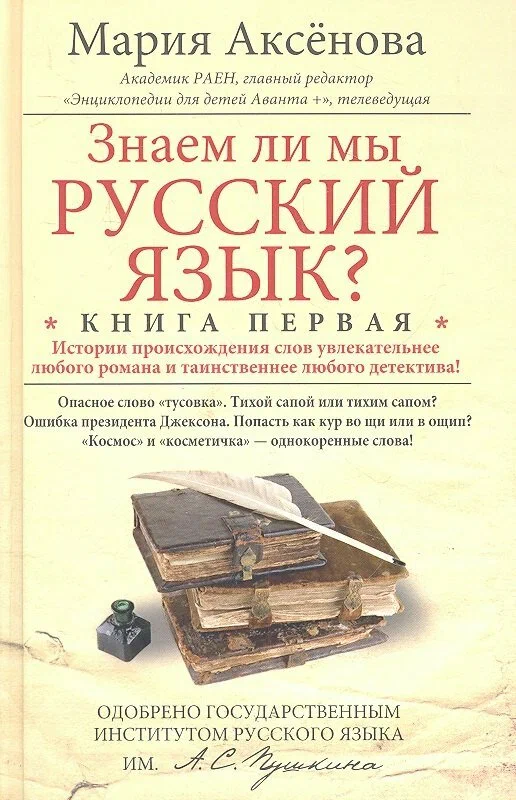 Мария Аксёнова
Академик РАЕН, главный редактор
«Энциклопедии для детей Аванта +», телеведущая
Знаем ли мы
РУССКИЙ
ЯЗЫК?
* КНИГА ПЕРВАЯ *
Истории происхождения слов увлекательнее
любого романа и таинственнее любого детектива!
Опасное слово «тусовка». Тихой сапой или тихим сапом?
Ошибка президента Джексона. Попасть как кур во щи или в ощип?
«Космос» и «косметичка» — однокоренные слова!
ОДОБРЕНО ГОСУДАРСТВЕННЫМ
ИНСТИТУТОМ РУССКОГО ЯЗЫКА
ИМ. А. С. Пушкина